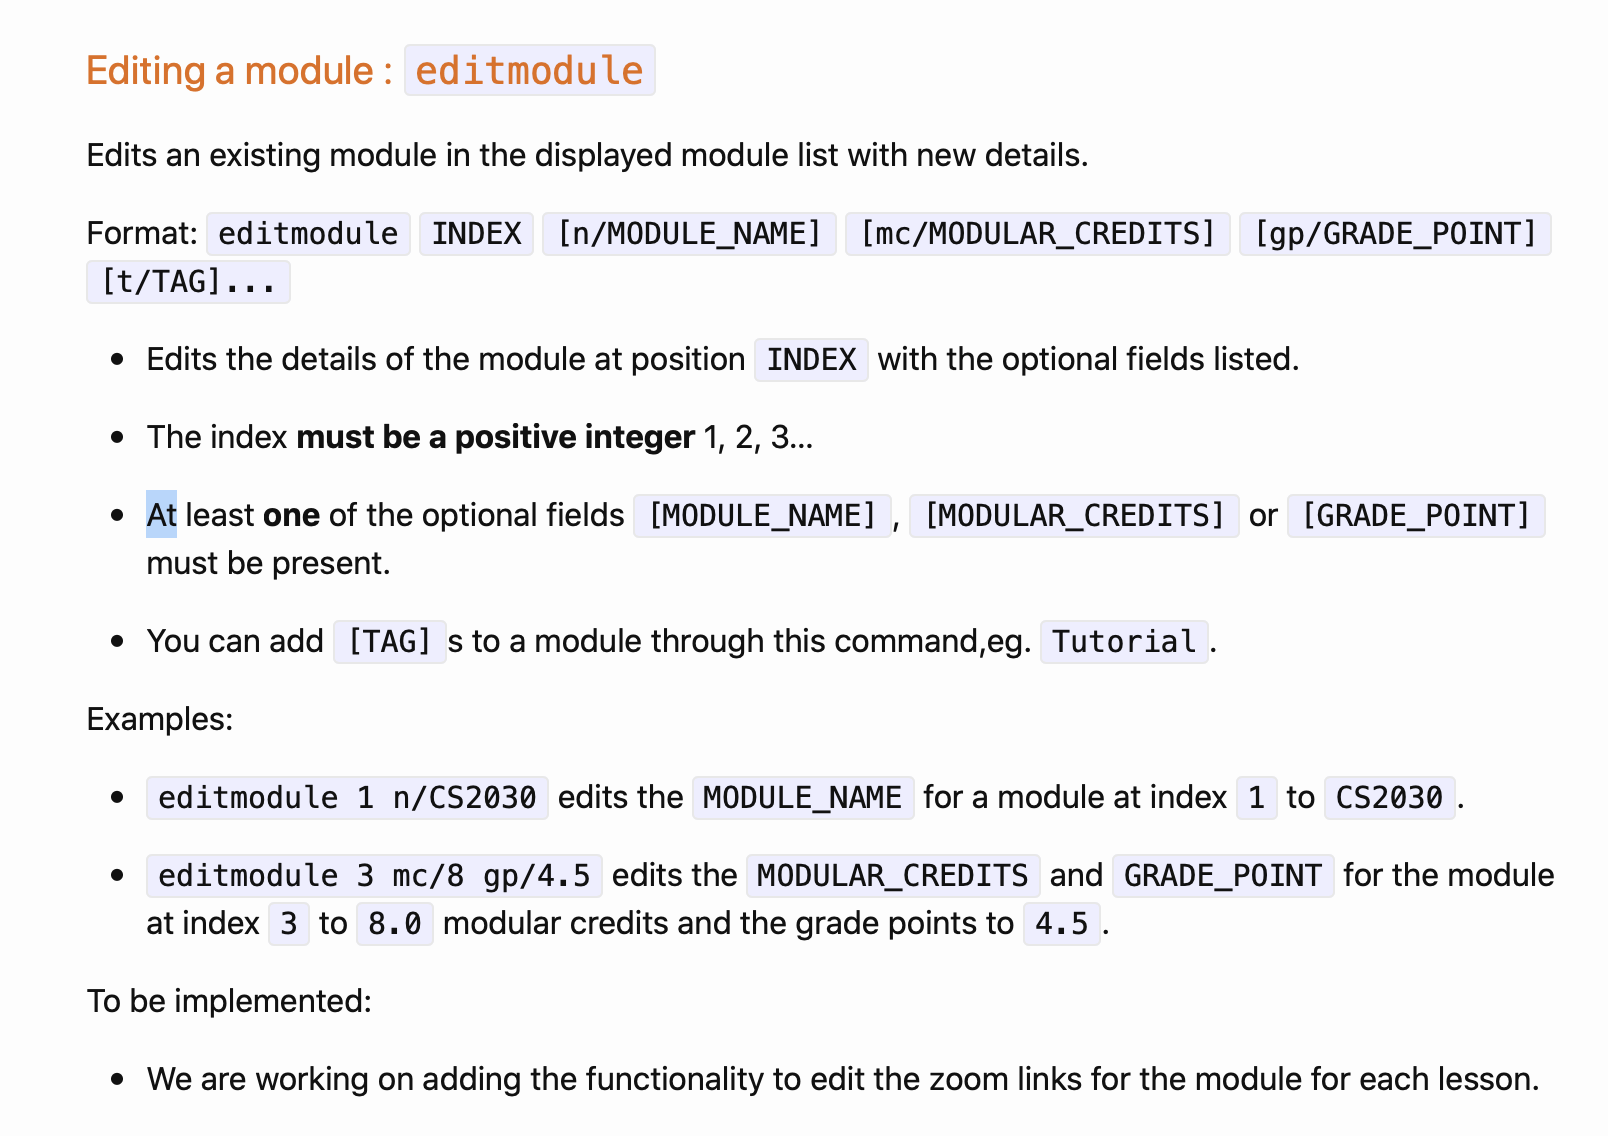 Editing a module : editmodule
Edits an existing module in the displayed module list with new details.
Format: editmodule INDEX [n/MODULE_NAME] [mc/MODULAR_CREDITS] [gp/GRADE_POINT]
[t/TAG]...
• Edits the details of the module at position INDEX with the optional fields listed.
• The index must be a positive integer 1, 2, 3...
• At least one of the optional fields [MODULE_NAME] , [MODULAR_CREDITS] or [GRADE_POINT]
must be present.
• You can add [TAG] s to a module through this command,eg. Tutorial .
Examples:
• editmodule 1 n/CS2030 edits the MODULE_NAME for a module at index 1 to CS2030 .
• editmodule 3 mc/8 gp/4.5 edits the MODULAR_CREDITS and GRADE_POINT for the module
at index 3 to 8.0 modular credits and the grade points to 4.5 .
To be implemented:
• We are working on adding the functionality to edit the zoom links for the module for each lesson.